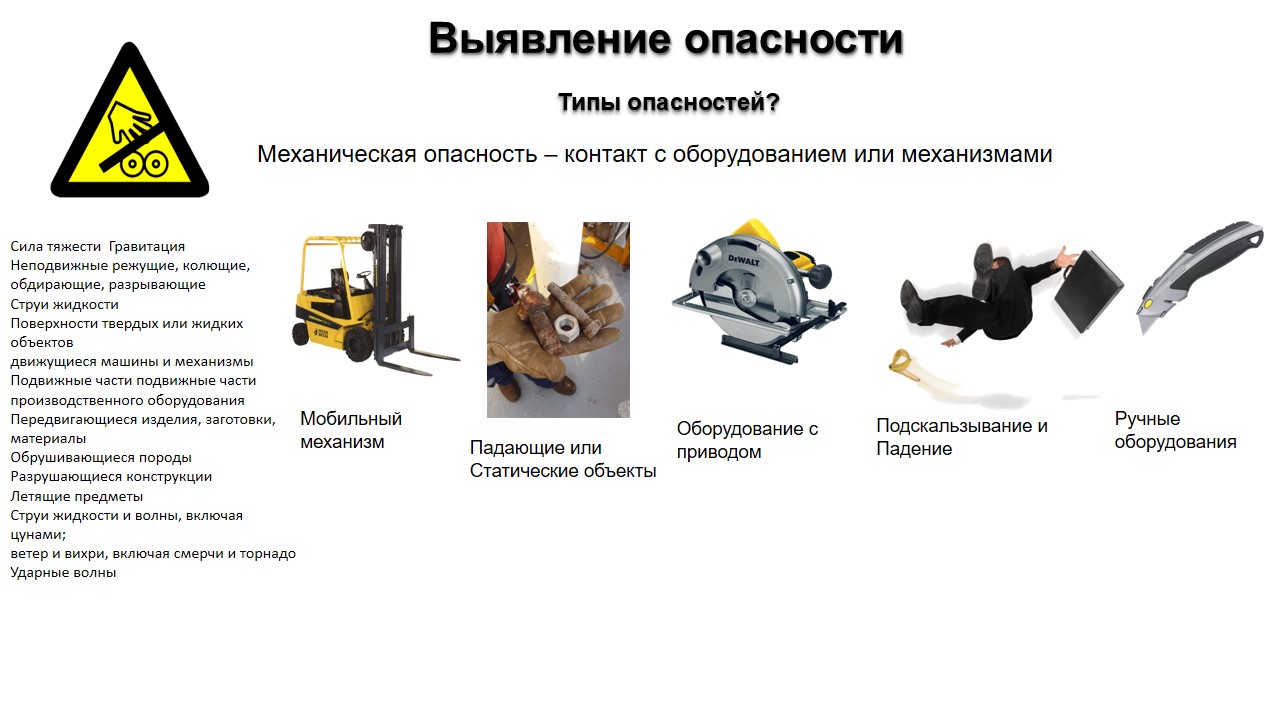 Выявление опасности
Типы опасностей?
Механическая опасность – контакт с оборудованием или механизмами
Сила тяжести  Гравитация
Неподвижные режущие, колющие,
обдирающие, разрывающие
Струи жидкости
Поверхности твердых или жидких
объектов
движущиеся машины и механизмы
Подвижные части подвижные части
производственного оборудования
Передвигающиеся изделия, заготовки,
материалы
Обрушивающиеся породы
Разрушающиеся конструкции
Летящие предметы
Струи жидкости и волны, включая
цунами;
ветер и вихри, включая смерчи и торнадо
Ударные волны
Мобильный
механизм
Падающие или
Статические объекты
DEWALT
Оборудование с
приводом
Подскальзывание и
Падение
Ручные
оборудования